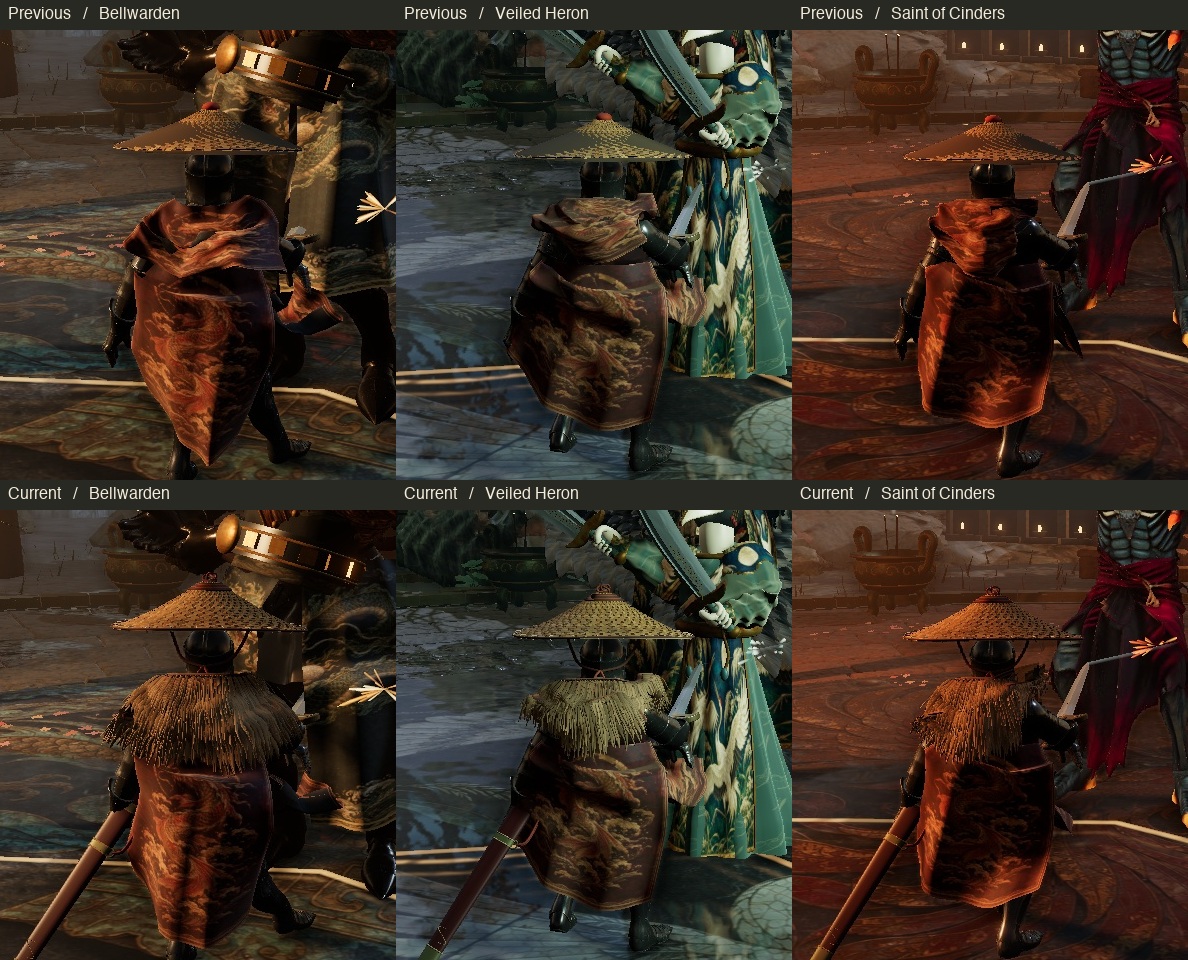 Previous / Bellwarden
Previous / Veiled Heron
Previous / Saint of Cinders
Current / Bellwarden
Current / Veiled Heron
Current / Saint of Cinders